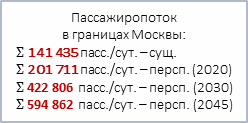 Пассажиропоток
в границах Москвы:
Σ 141 435 пасс./сут. – сущ.
Σ 201 711 пасс./сут. – персп. (2020)
Σ 422 806 пасс./сут. – персп. (2030)
Σ 594 862 пасс./сут. – персп. (2045)